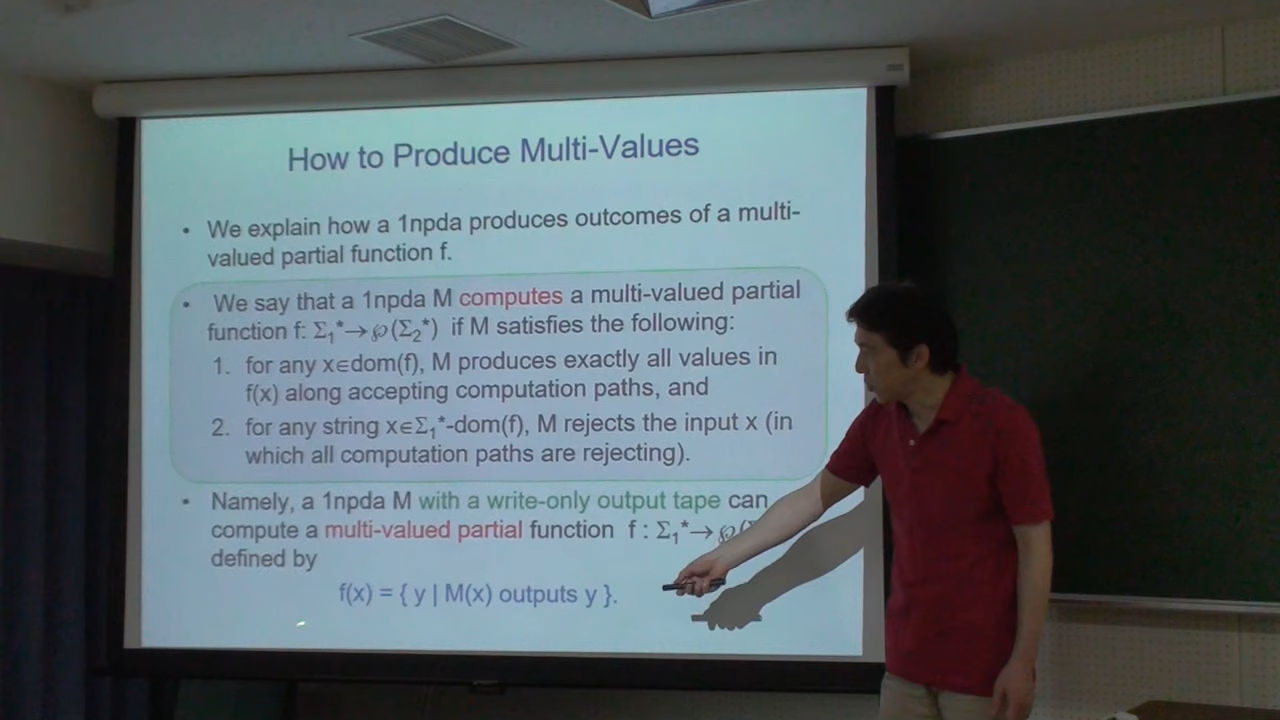 How to Produce Multi-Values
• We explain how a 1npda produces outcomes of a multi-
valued partial function f.
• We say that a 1npda M computes a multi-valued partial
function f: Σ₁*→℘(Σ₂*) if M satisfies the following:
1. for any x∈dom(f), M produces exactly all values in
f(x) along accepting computation paths, and
2. for any string x∈Σ₁*-dom(f), M rejects the input x (in
which all computation paths are rejecting).
• Namely, a 1npda M with a write-only output tape can
compute a multi-valued partial function f : Σ₁*→℘(
defined by
f(x) = { y | M(x) outputs y }.